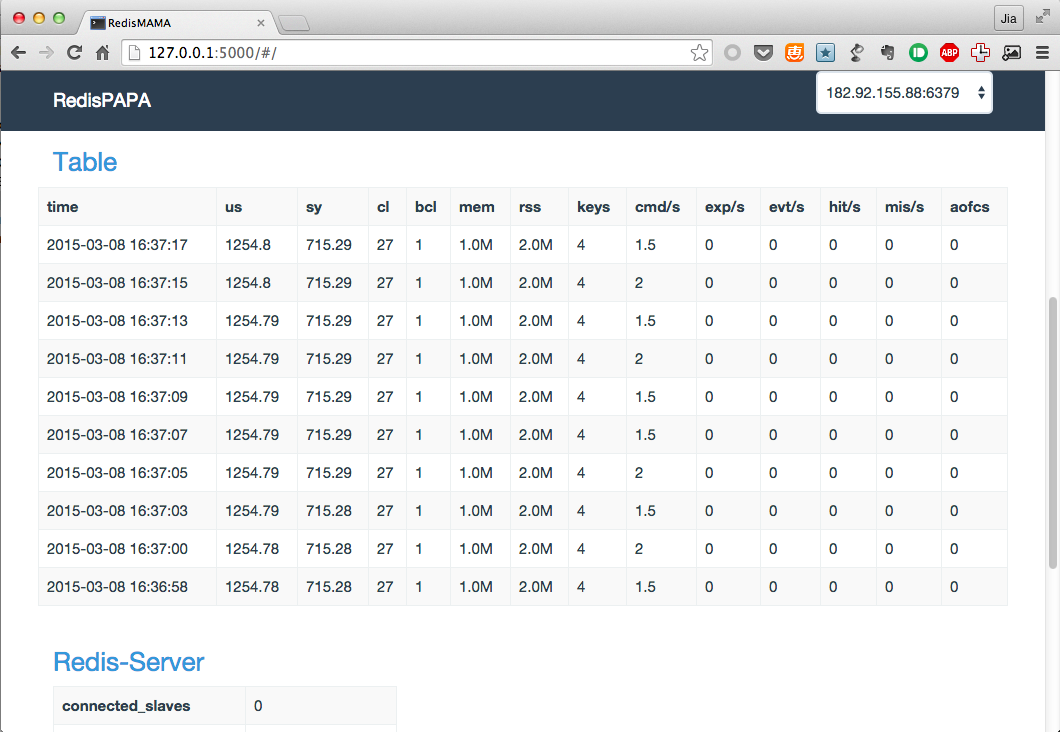 RedisMAMA
Jia
127.0.0.1:5000/#/
ABP
RedisPAPA
182.92.155.88:6379
Table
time us sy cl bcl mem rss keys cmd/s exp/s evt/s hit/s mis/s aofcs
2015-03-08 16:37:17 1254.8 715.29 27 1 1.0M 2.0M 4 1.5 0 0 0 0 0
2015-03-08 16:37:15 1254.8 715.29 27 1 1.0M 2.0M 4 2 0 0 0 0 0
2015-03-08 16:37:13 1254.79 715.29 27 1 1.0M 2.0M 4 1.5 0 0 0 0 0
2015-03-08 16:37:11 1254.79 715.29 27 1 1.0M 2.0M 4 2 0 0 0 0 0
2015-03-08 16:37:09 1254.79 715.29 27 1 1.0M 2.0M 4 1.5 0 0 0 0 0
2015-03-08 16:37:07 1254.79 715.29 27 1 1.0M 2.0M 4 1.5 0 0 0 0 0
2015-03-08 16:37:05 1254.79 715.29 27 1 1.0M 2.0M 4 2 0 0 0 0 0
2015-03-08 16:37:03 1254.79 715.28 27 1 1.0M 2.0M 4 1.5 0 0 0 0 0
2015-03-08 16:37:00 1254.78 715.28 27 1 1.0M 2.0M 4 2 0 0 0 0 0
2015-03-08 16:36:58 1254.78 715.28 27 1 1.0M 2.0M 4 1.5 0 0 0 0 0
Redis-Server
connected_slaves 0